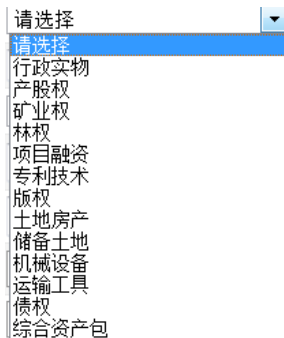 请选择
请选择
行政实物
产股权
矿业权
林权
项目融资
专利技术
版权
土地房产
储备土地
机械设备
运输工具
债权
综合资产包